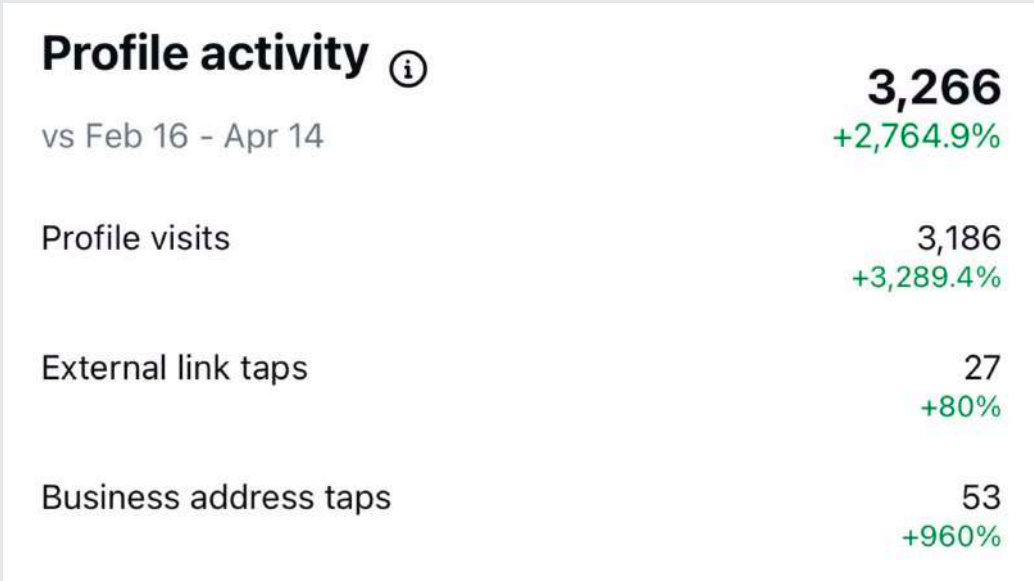 Profile activity
3,266
vs Feb 16 - Apr 14
+2,764.9%
Profile visits
3,186
+3,289.4%
External link taps
27
+80%
Business address taps
53
+960%